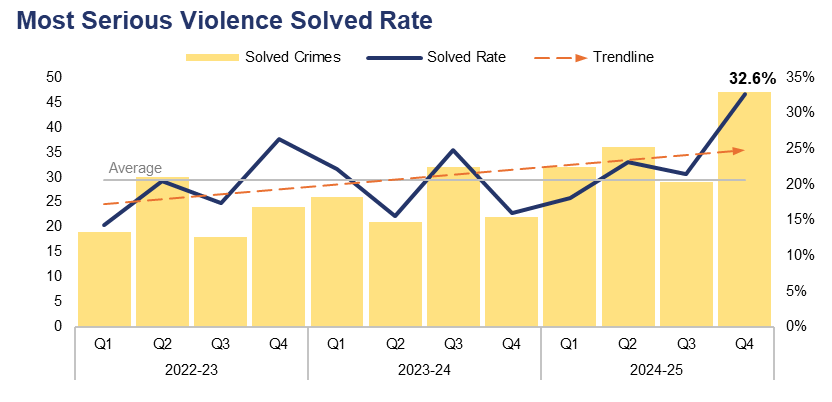 Most Serious Violence Solved Rate
Solved Crimes Solved Rate Trendline
50 35%
45 30%
40 25%
35 20%
30 15%
25 10%
20 5%
15 0%
10
5
0
32.6%
Average
Q1 Q2 Q3 Q4 Q1 Q2 Q3 Q4 Q1 Q2 Q3 Q4
2022-23 2023-24 2024-25